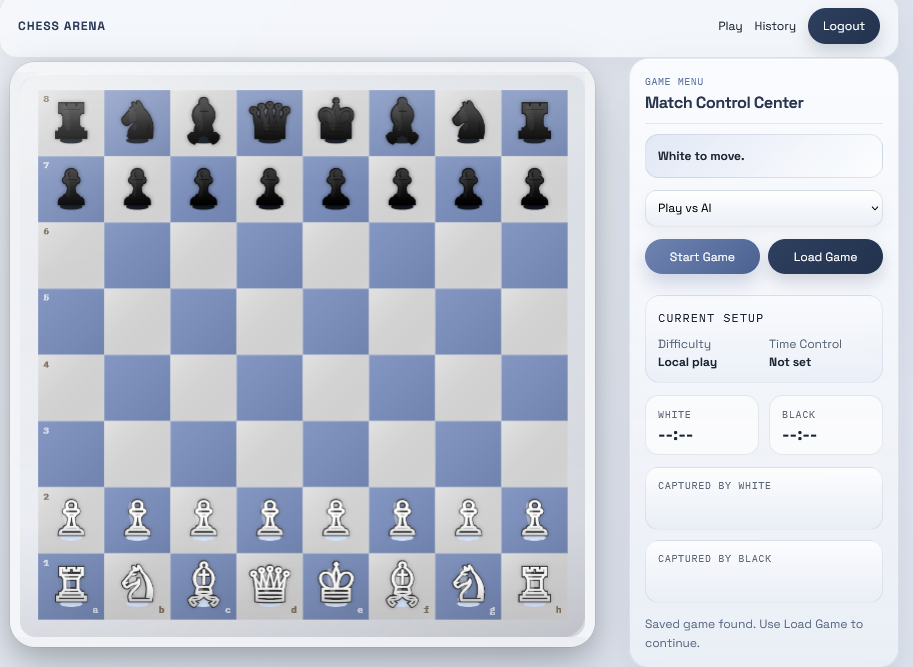 CHESS ARENA
Play History Logout
8
7
6
5
4
3
2
1
a b c d e f g h
GAME MENU
Match Control Center
White to move.
Play vs AI
Start Game Load Game
CURRENT SETUP
Difficulty Time Control
Local play Not set
WHITE BLACK
--:-- --:--
CAPTURED BY WHITE
CAPTURED BY BLACK
Saved game found. Use Load Game to
continue.